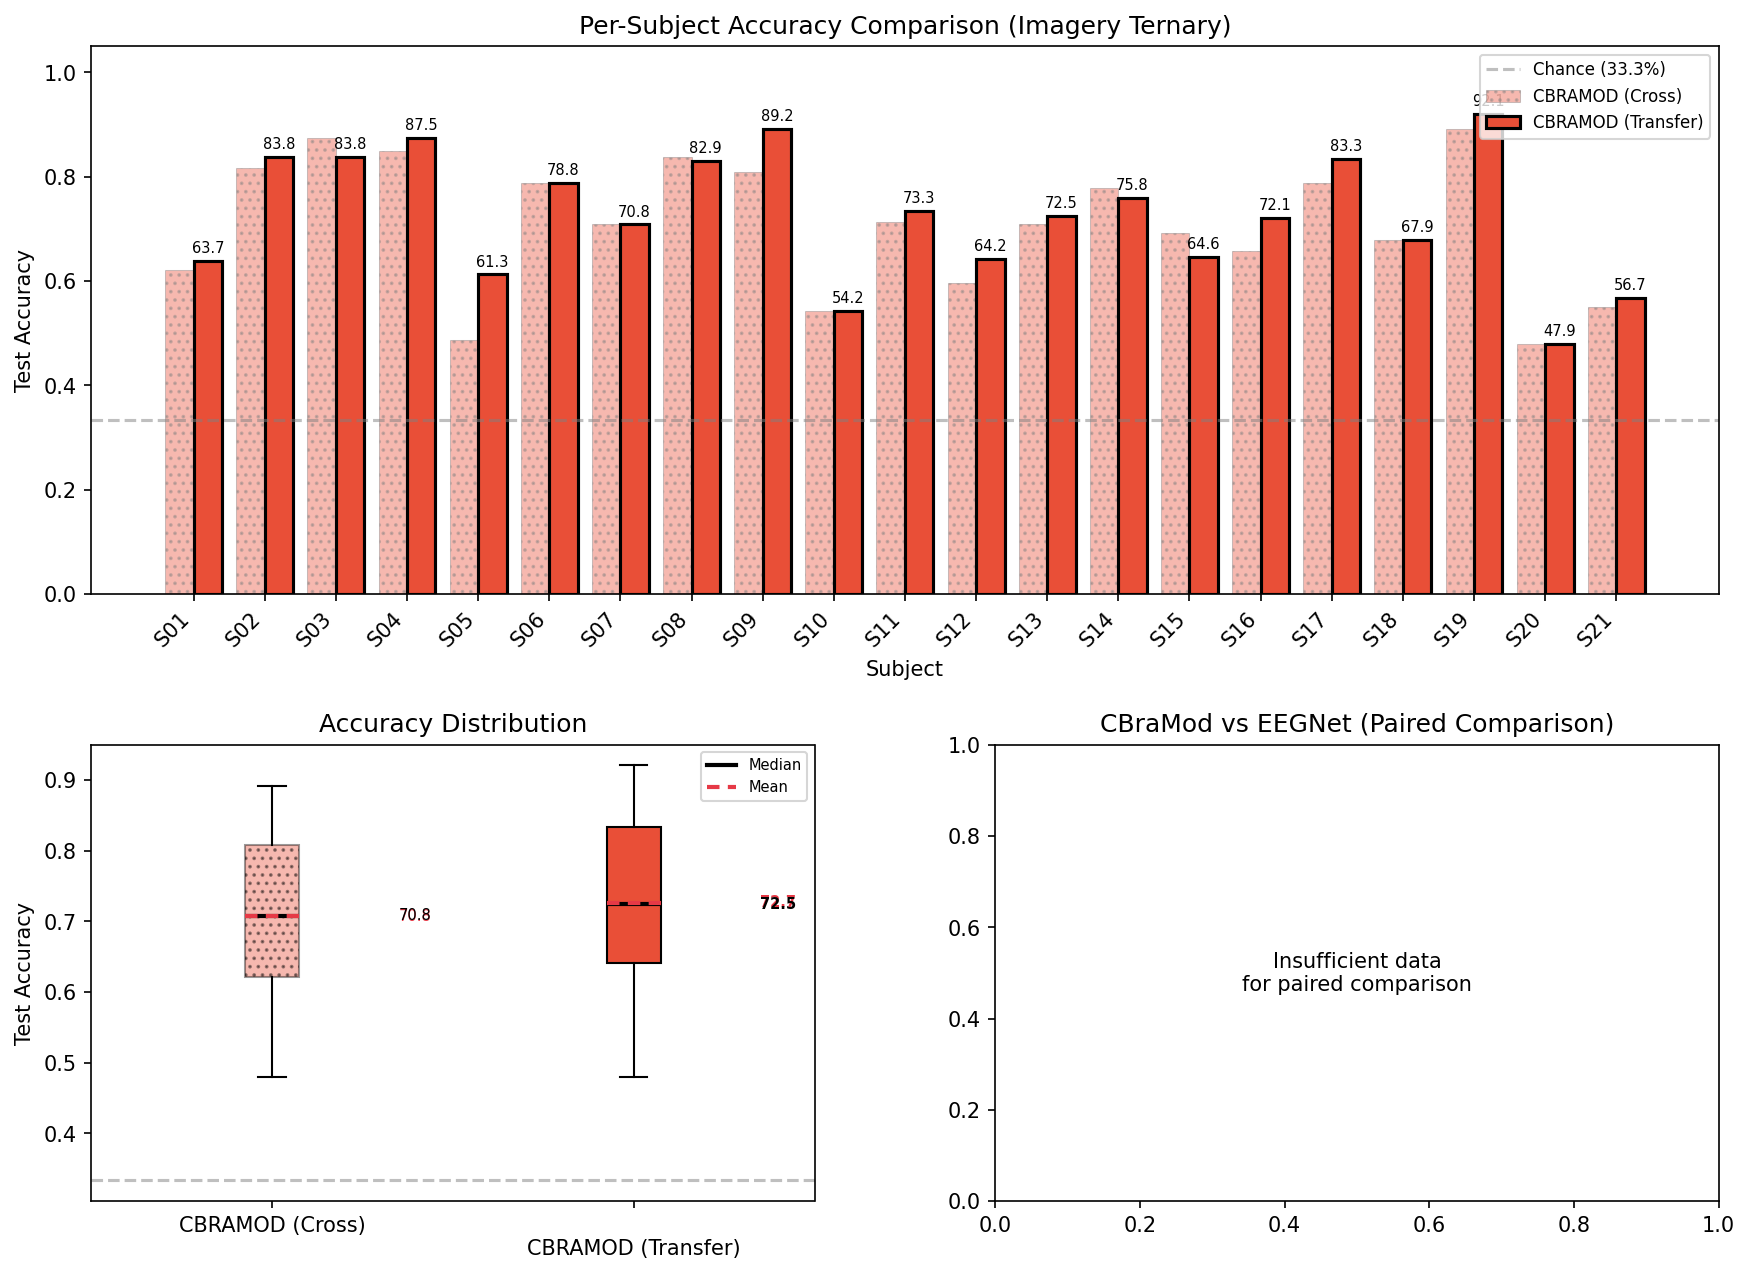 Per-Subject Accuracy Comparison (Imagery Ternary)
Test Accuracy
1.0
0.8
0.6
0.4
0.2
0.0
Chance (33.3%)
CBRAMOD (Cross)
CBRAMOD (Transfer)
63.7
83.8
83.8
87.5
61.3
78.8
70.8
82.9
89.2
54.2
73.3
64.2
72.5
75.8
64.6
72.1
83.3
67.9
47.9
56.7
S01
S02
S03
S04
S05
S06
S07
S08
S09
S10
S11
S12
S13
S14
S15
S16
S17
S18
S19
S20
S21
Subject
Accuracy Distribution
Test Accuracy
0.9
0.8
0.7
0.6
0.5
0.4
Median
Mean
70.8
72.5
CBRAMOD (Cross)
CBRAMOD (Transfer)
CBraMod vs EEGNet (Paired Comparison)
1.0
0.8
0.6
0.4
0.2
0.0
Insufficient data
for paired comparison
0.0
0.2
0.4
0.6
0.8
1.0